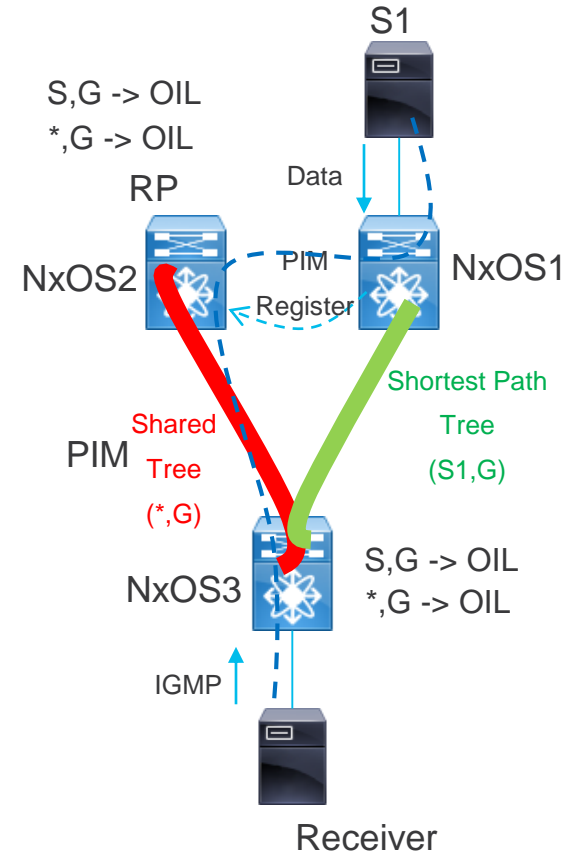 S1
S,G -> OIL
*,G -> OIL
RP
Data
NxOS2
PIM
Register
NxOS1
Shortest Path
Tree
(S1,G)
PIM
Shared
Tree
(*,G)
NxOS3
S,G -> OIL
*,G -> OIL
IGMP
Receiver